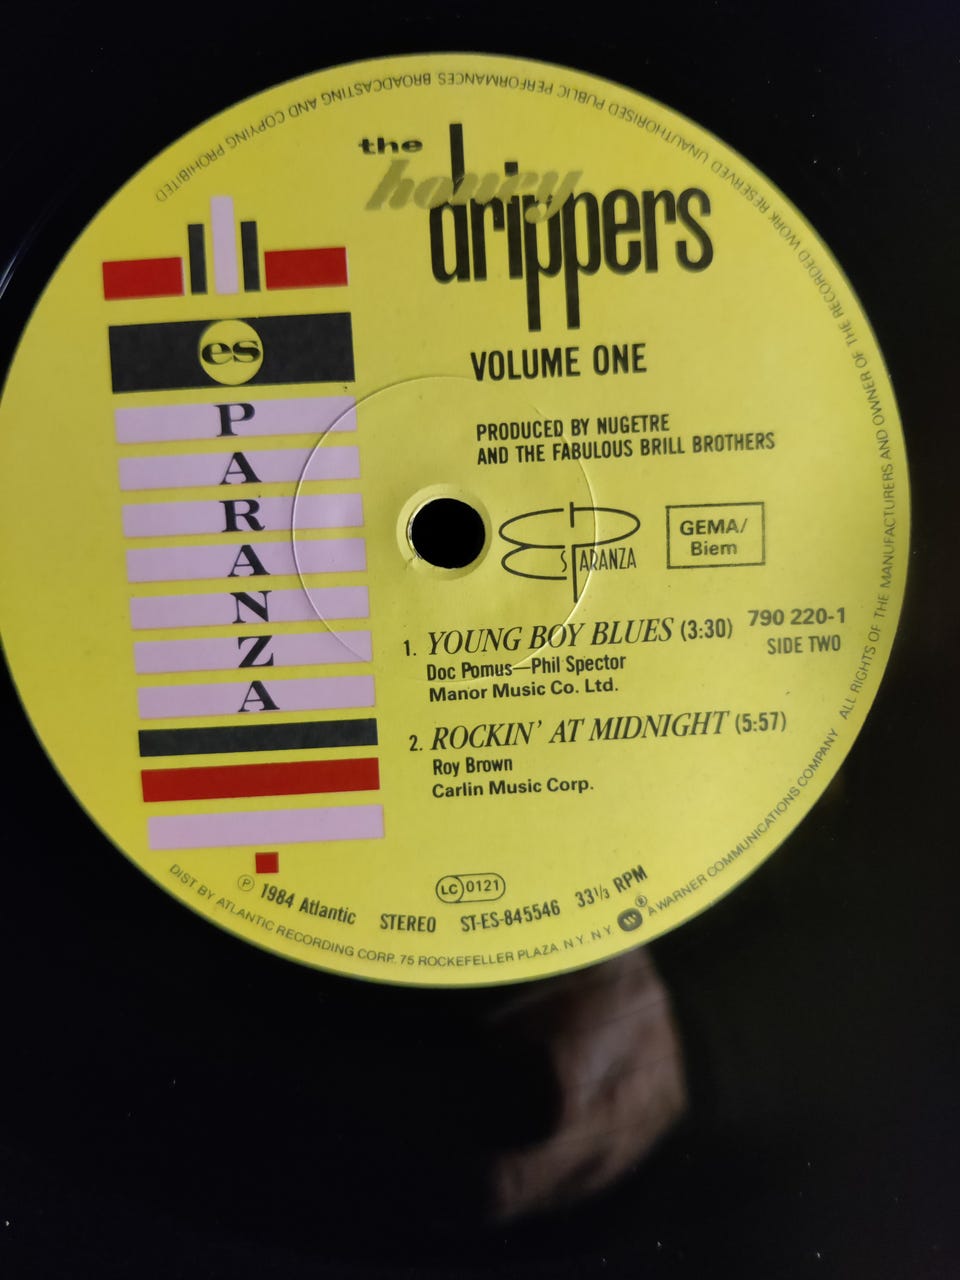 the
honey
drippers
VOLUME ONE
PRODUCED BY NUGETRE
AND THE FABULOUS BRILL BROTHERS
es
P
A
R
A
N
Z
A
ESPARANZA
GEMA/
Biem
1. YOUNG BOY BLUES (3:30)
Doc Pomus—Phil Spector
Manor Music Co. Ltd.
790 220-1
SIDE TWO
2. ROCKIN' AT MIDNIGHT (5:57)
Roy Brown
Carlin Music Corp.
LC 0121
℗ 1984 Atlantic STEREO ST-ES-845546 33⅓ RPM
DIST BY ATLANTIC RECORDING CORP. 75 ROCKEFELLER PLAZA N.Y. N.Y. W® A WARNER COMMUNICATIONS COMPANY ALL RIGHTS OF THE MANUFACTURERS AND OWNER OF THE RECORDED WORK RESERVED UNAUTHORISED PUBLIC PERFORMANCES BROADCASTING AND COPYING PROHIBITED